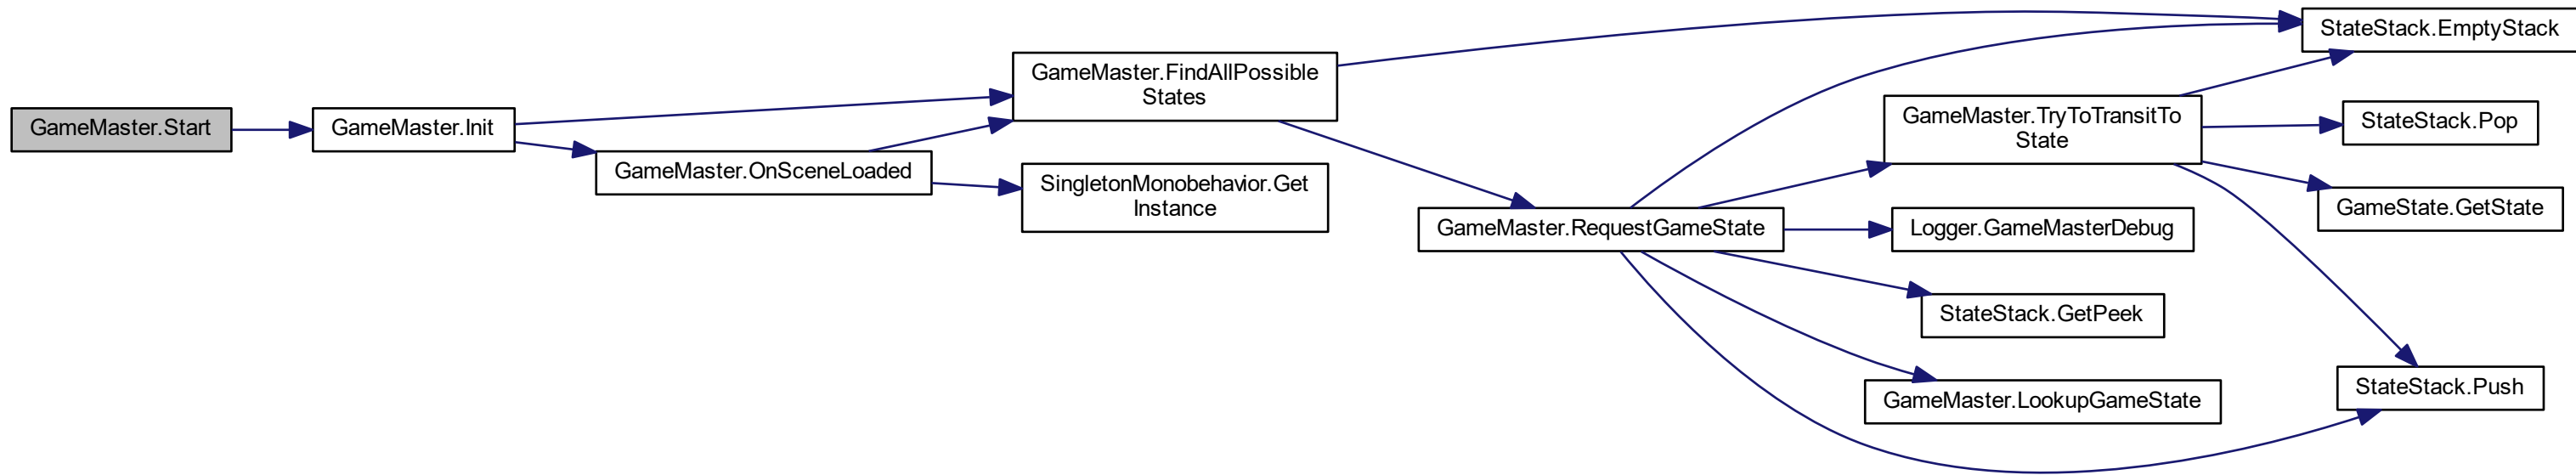 GameMaster.Start
GameMaster.Init
GameMaster.OnSceneLoaded
GameMaster.FindAllPossible
States
SingletonMonobehavior.Get
Instance
GameMaster.RequestGameState
GameMaster.TryToTransitTo
State
Logger.GameMasterDebug
StateStack.GetPeek
GameMaster.LookupGameState
StateStack.EmptyStack
StateStack.Pop
GameState.GetState
StateStack.Push